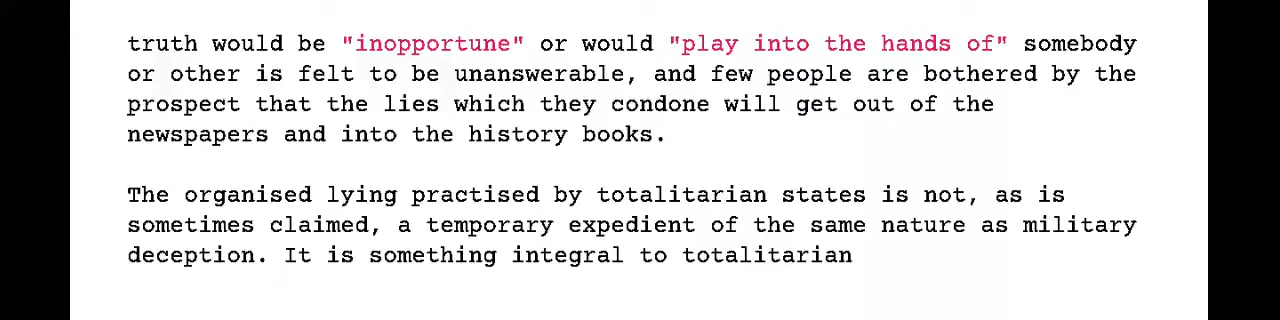 truth would be "inopportune" or would "play into the hands of" somebody
or other is felt to be unanswerable, and few people are bothered by the
prospect that the lies which they condone will get out of the
newspapers and into the history books.
The organised lying practised by totalitarian states is not, as is
sometimes claimed, a temporary expedient of the same nature as military
deception. It is something integral to totalitarian